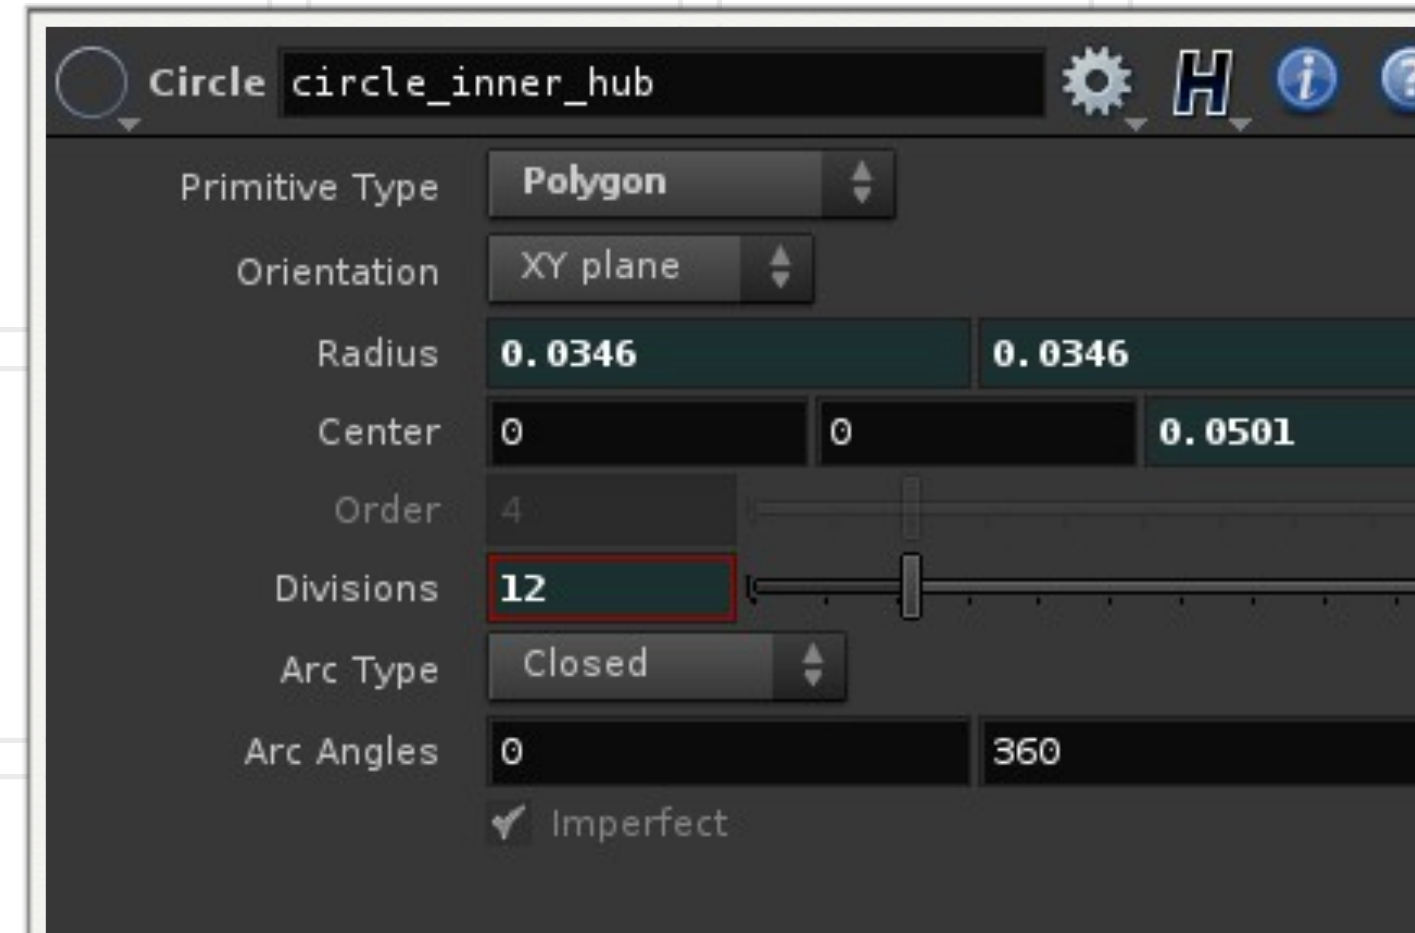 Circle circle_inner_hub H i ?
Primitive Type Polygon
Orientation XY plane
Radius 0.0346 0.0346
Center 0 0 0.0501
Order 4
Divisions 12
Arc Type Closed
Arc Angles 0 360
Imperfect